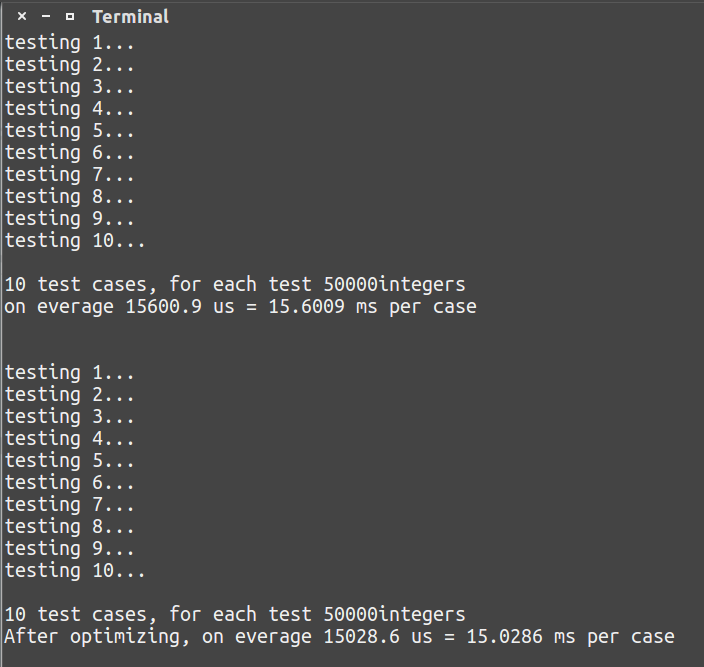 Terminal
testing 1...
testing 2...
testing 3...
testing 4...
testing 5...
testing 6...
testing 7...
testing 8...
testing 9...
testing 10...
10 test cases, for each test 50000integers
on everage 15600.9 us = 15.6009 ms per case
testing 1...
testing 2...
testing 3...
testing 4...
testing 5...
testing 6...
testing 7...
testing 8...
testing 9...
testing 10...
10 test cases, for each test 50000integers
After optimizing, on everage 15028.6 us = 15.0286 ms per case